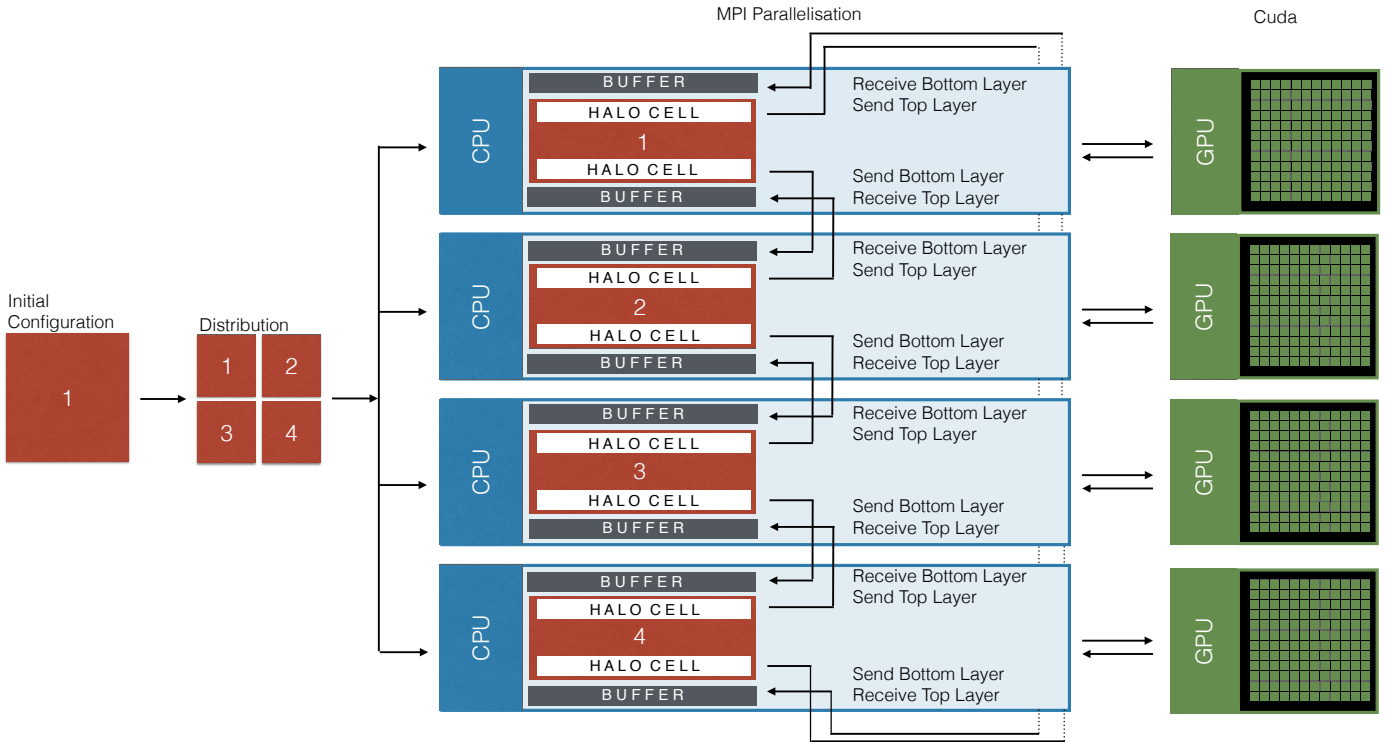 MPI Parallelisation
Cuda
Initial
Configuration
1
Distribution
1
2
3
4
CPU
BUFFER
HALO CELL
1
HALO CELL
BUFFER
Receive Bottom Layer
Send Top Layer
Send Bottom Layer
Receive Top Layer
GPU
CPU
BUFFER
HALO CELL
2
HALO CELL
BUFFER
Receive Bottom Layer
Send Top Layer
Send Bottom Layer
Receive Top Layer
GPU
CPU
BUFFER
HALO CELL
3
HALO CELL
BUFFER
Receive Bottom Layer
Send Top Layer
Send Bottom Layer
Receive Top Layer
GPU
CPU
BUFFER
HALO CELL
4
HALO CELL
BUFFER
Receive Bottom Layer
Send Top Layer
Send Bottom Layer
Receive Top Layer
GPU